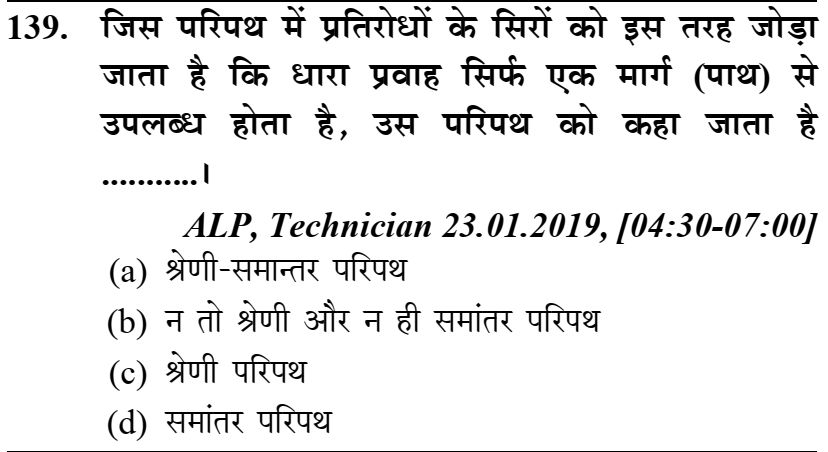 139. जिस परिपथ में प्रतिरोधों के सिरों को इस तरह जोड़ा
जाता है कि धारा प्रवाह सिर्फ एक मार्ग (पाथ) से
उपलब्ध होता है, उस परिपथ को कहा जाता है
...........।
ALP, Technician 23.01.2019, [04:30-07:00]
(a) श्रेणी-समान्तर परिपथ
(b) न तो श्रेणी और न ही समांतर परिपथ
(c) श्रेणी परिपथ
(d) समांतर परिपथ